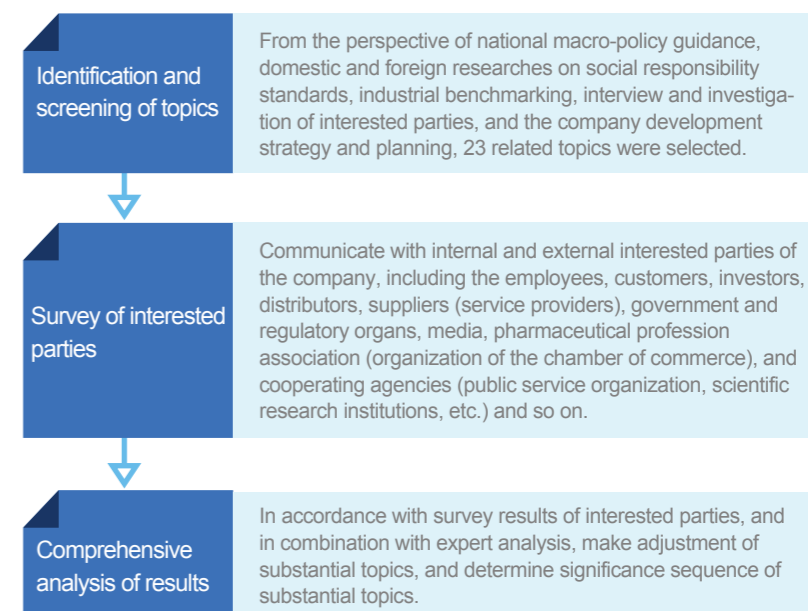 Identification and
screening of topics
From the perspective of national macro-policy guidance,
domestic and foreign researches on social responsibility
standards, industrial benchmarking, interview and investiga-
tion of interested parties, and the company development
strategy and planning, 23 related topics were selected.
Survey of interested
parties
Communicate with internal and external interested parties of
the company, including the employees, customers, investors,
distributors, suppliers (service providers), government and
regulatory organs, media, pharmaceutical profession
association (organization of the chamber of commerce), and
cooperating agencies (public service organization, scientific
research institutions, etc.) and so on.
Comprehensive
analysis of results
In accordance with survey results of interested parties, and
in combination with expert analysis, make adjustment of
substantial topics, and determine significance sequence of
substantial topics.